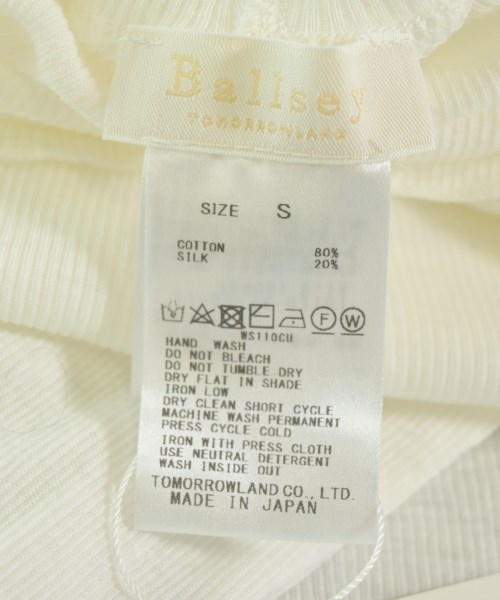 Ballsey
TOMORROWLAND
SIZE S
COTTON 80%
SILK 20%
F W
WS110CU
HAND WASH
DO NOT BLEACH
DO NOT TUMBLE DRY
DRY FLAT IN SHADE
IRON LOW
DRY CLEAN SHORT CYCLE
MACHINE WASH PERMANENT
PRESS CYCLE COLD
IRON WITH PRESS CLOTH
USE NEUTRAL DETERGENT
WASH INSIDE OUT
TOMORROWLAND CO., LTD.
MADE IN JAPAN